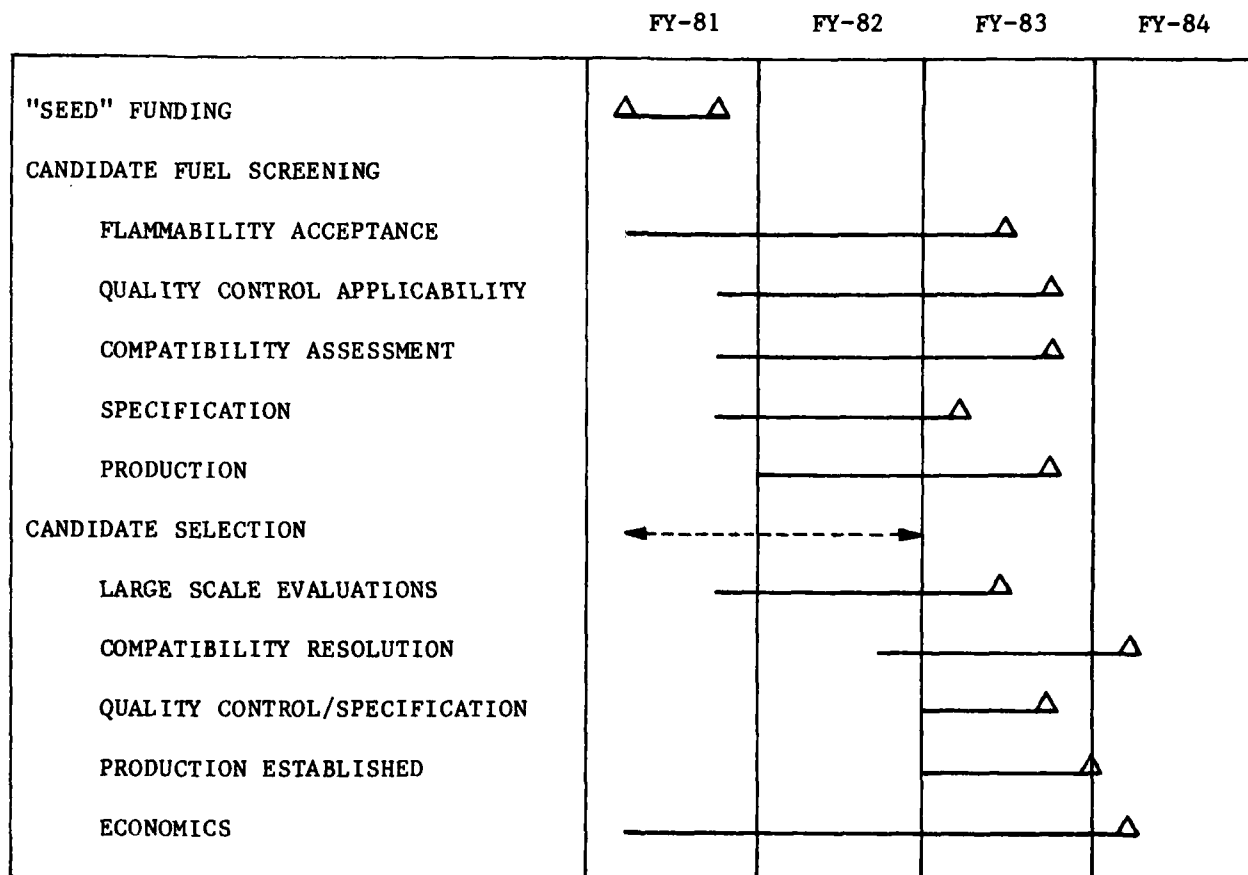 FY-81 FY-82 FY-83 FY-84
"SEED" FUNDING
CANDIDATE FUEL SCREENING
FLAMMABILITY ACCEPTANCE
QUALITY CONTROL APPLICABILITY
COMPATIBILITY ASSESSMENT
SPECIFICATION
PRODUCTION
CANDIDATE SELECTION
LARGE SCALE EVALUATIONS
COMPATIBILITY RESOLUTION
QUALITY CONTROL/SPECIFICATION
PRODUCTION ESTABLISHED
ECONOMICS